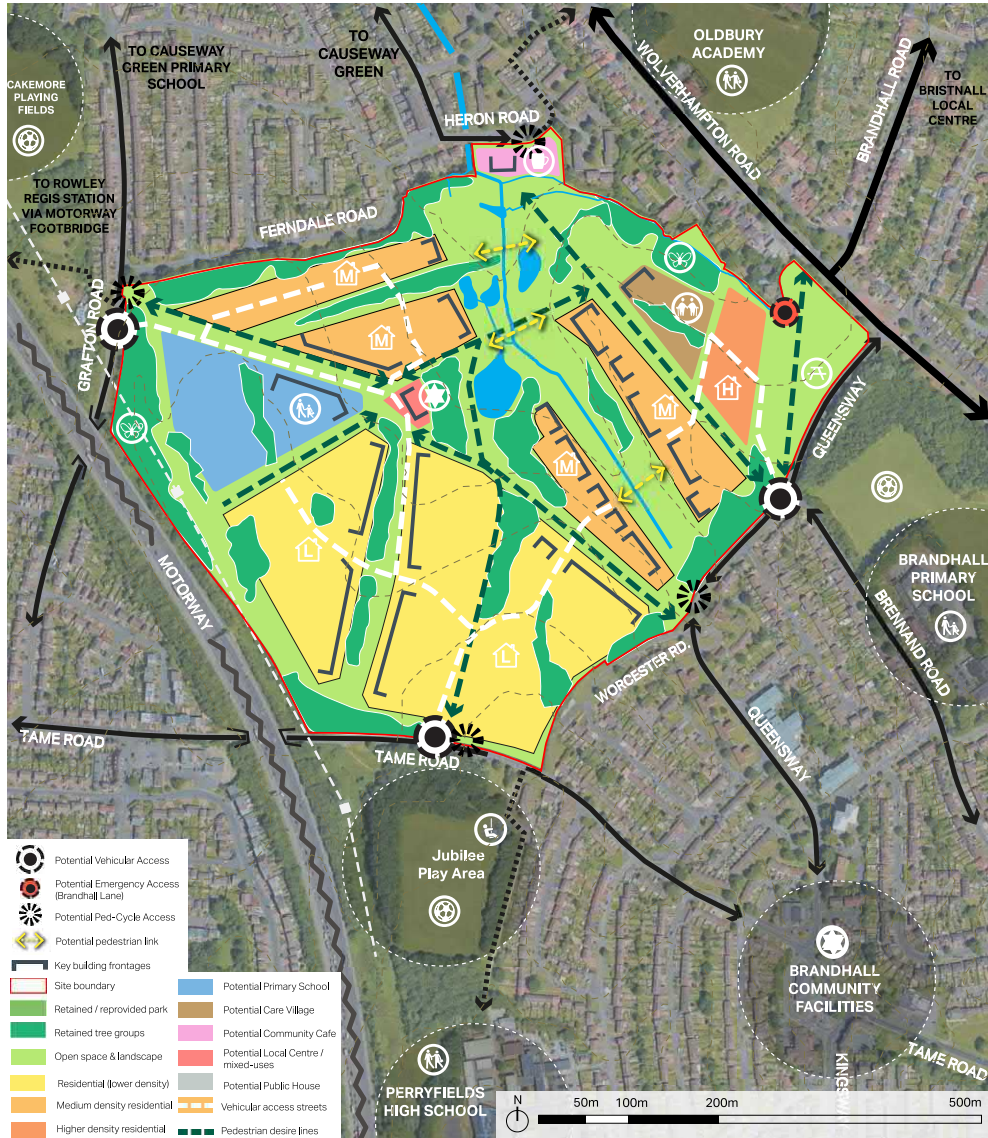 OLDBURY
ACADEMY
TO CAUSEWAY
GREEN PRIMARY
SCHOOL
TO
CAUSEWAY
GREEN
WOLVERHAMPTON ROAD
BRANDHALL ROAD
TO
BRISTNALL
LOCAL
CENTRE
CAKEMORE
PLAYING
FIELDS
HERON ROAD
TO ROWLEY
REGIS STATION
VIA MOTORWAY
FOOTBRIDGE
FERNDALE ROAD
GRAFTON ROAD
M
M
H
M
M
L
L
QUEENSWAY
MOTORWAY
BRANDHALL
PRIMARY
SCHOOL
BRENNAND ROAD
WORCESTER RD.
QUEENSWAY
TAME ROAD
TAME ROAD
Jubilee
Play Area
BRANDHALL
COMMUNITY
FACILITIES
TAME ROAD
PERRYFIELDS
HIGH SCHOOL
Potential Vehicular Access
Potential Emergency Access
(Brandhall Lane)
Potential Ped-Cycle Access
Potential pedestrian link
Key building frontages
Site boundary
Retained / reprovided park
Retained tree groups
Open space & landscape
Residential (lower density)
Medium density residential
Higher density residential
Potential Primary School
Potential Care Village
Potential Community Cafe
Potential Local Centre /
mixed-uses
Potential Public House
Vehicular access streets
Pedestrian desire lines
N
50m 100m 200m 500m